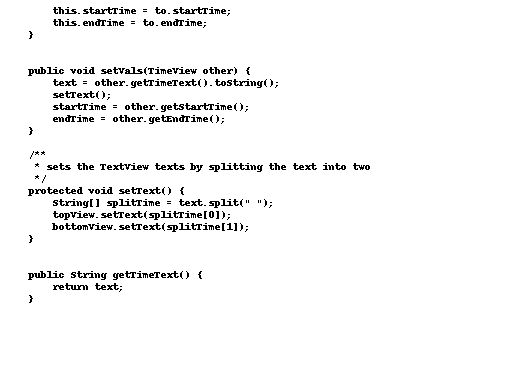 this.startTime = to.startTime;
this.endTime = to.endTime;
}
public void setVals(TimeView other) {
text = other.getTimeText().toString();
setText();
startTime = other.getStartTime();
endTime = other.getEndTime();
}
/**
* sets the TextView texts by splitting the text into two
*/
protected void setText() {
String[] splitTime = text.split(" ");
topView.setText(splitTime[0]);
bottomView.setText(splitTime[1]);
}
public String getTimeText() {
return text;
}